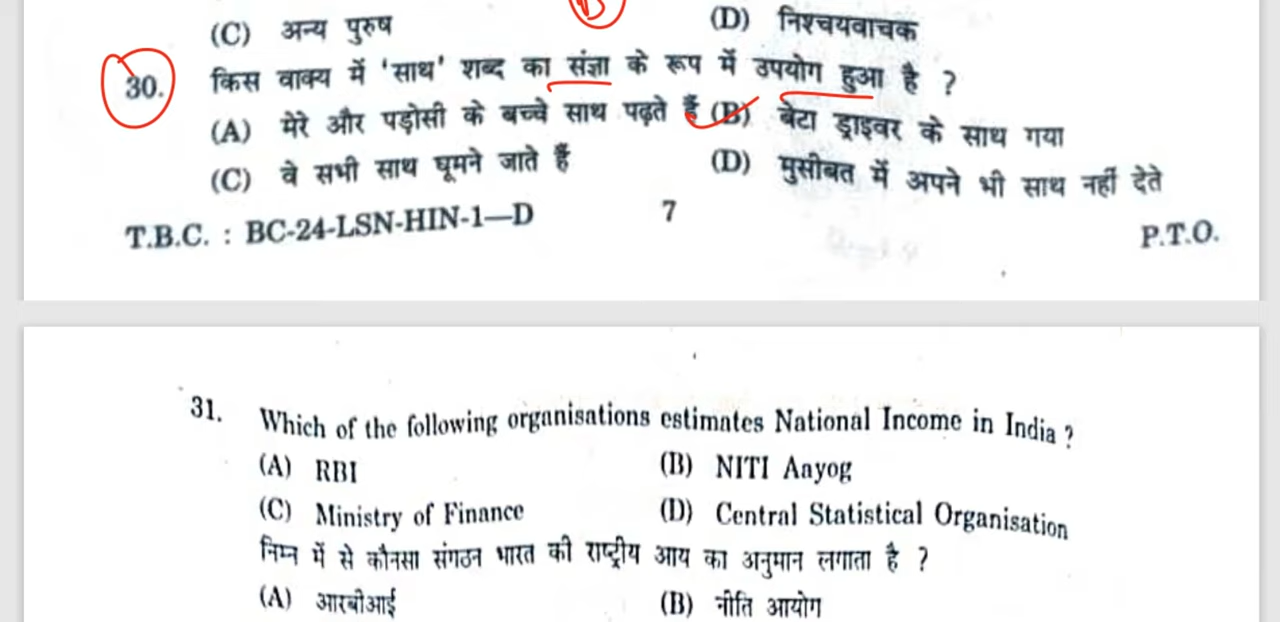 B
(C) अन्य पुरुष (D) निश्चयवाचक
30. किस वाक्य में 'साथ' शब्द का संज्ञा के रूप में उपयोग हुआ है ?
(A) मेरे और पड़ोसी के बच्चे साथ पढ़ते हैं (B) बेटा ड्राइवर के साथ गया
(C) वे सभी साथ घूमने जाते हैं (D) मुसीबत में अपने भी साथ नहीं देते
T.B.C. : BC-24-LSN-HIN-1—D 7 P.T.O.
31. Which of the following organisations estimates National Income in India ?
(A) RBI (B) NITI Aayog
(C) Ministry of Finance (D) Central Statistical Organisation
निम्न में से कौनसा संगठन भारत की राष्ट्रीय आय का अनुमान लगाता है ?
(A) आरबीआई (B) नीति आयोग